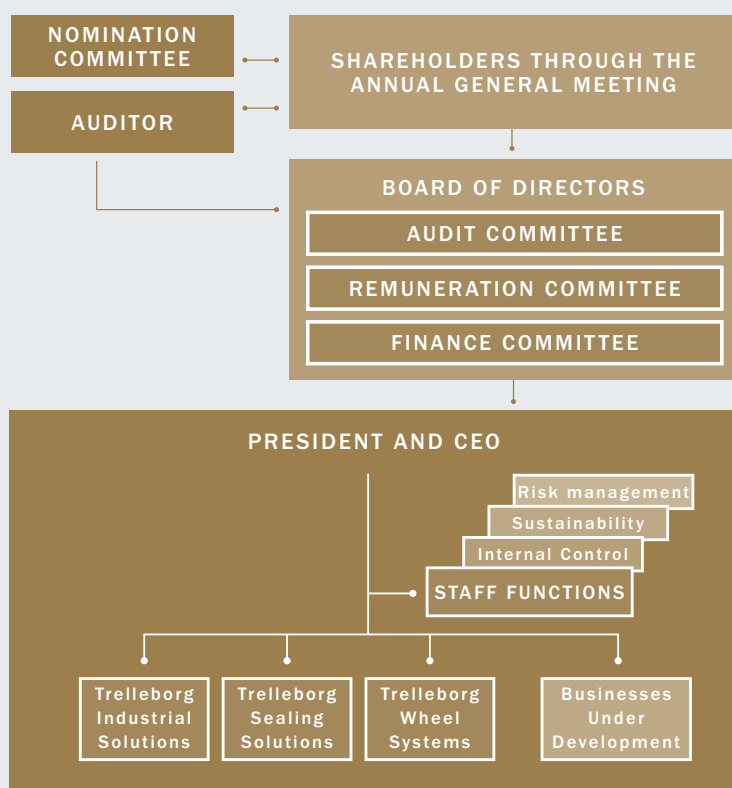 NOMINATION
COMMITTEE
SHAREHOLDERS THROUGH THE
ANNUAL GENERAL MEETING
AUDITOR
BOARD OF DIRECTORS
AUDIT COMMITTEE
REMUNERATION COMMITTEE
FINANCE COMMITTEE
PRESIDENT AND CEO
Risk management
Sustainability
Internal Control
STAFF FUNCTIONS
Trelleborg
Industrial
Solutions
Trelleborg
Sealing
Solutions
Trelleborg
Wheel
Systems
Businesses
Under
Development